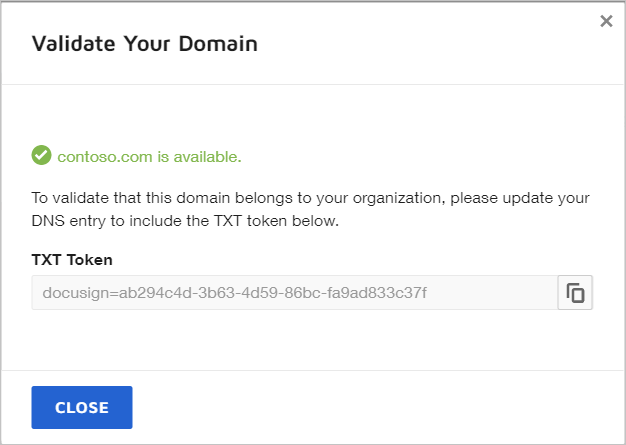 Validate Your Domain
contoso.com is available.
To validate that this domain belongs to your organization, please update your
DNS entry to include the TXT token below.
TXT Token
docusign=ab294c4d-3b63-4d59-86bc-fa9ad833c37f
CLOSE